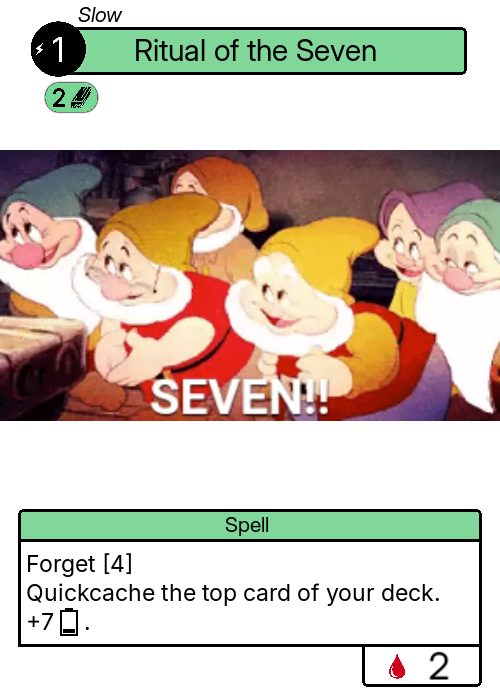 Slow
1 Ritual of the Seven
2
SEVEN!!
Spell
Forget [4]
Quickcache the top card of your deck.
+7 .
2